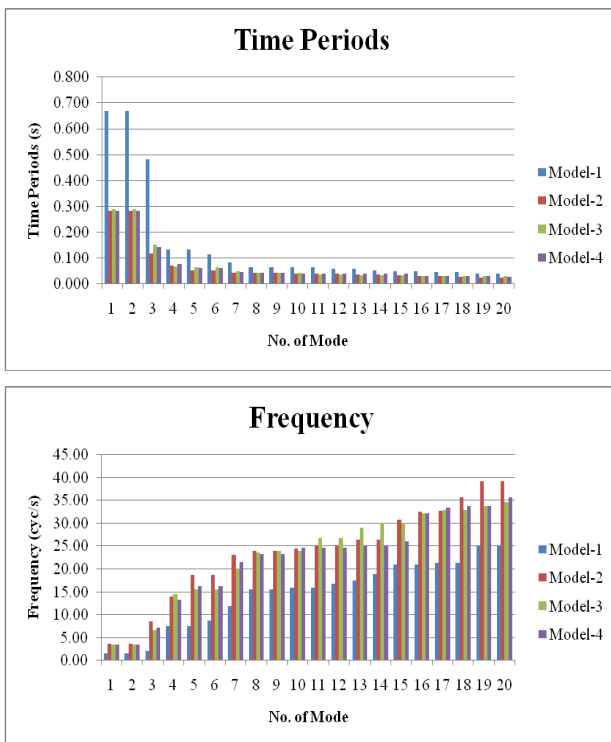 Time Periods
0.800
0.700
0.600
0.500
0.400
0.300
0.200
0.100
0.000
Time Periods (s)
1 2 3 4 5 6 7 8 9 10 11 12 13 14 15 16 17 18 19 20
No. of Mode
Model-1
Model-2
Model-3
Model-4
Frequency
45.00
40.00
35.00
30.00
25.00
20.00
15.00
10.00
5.00
0.00
Frequency (cyc/s)
1 2 3 4 5 6 7 8 9 10 11 12 13 14 15 16 17 18 19 20
No. of Mode
Model-1
Model-2
Model-3
Model-4